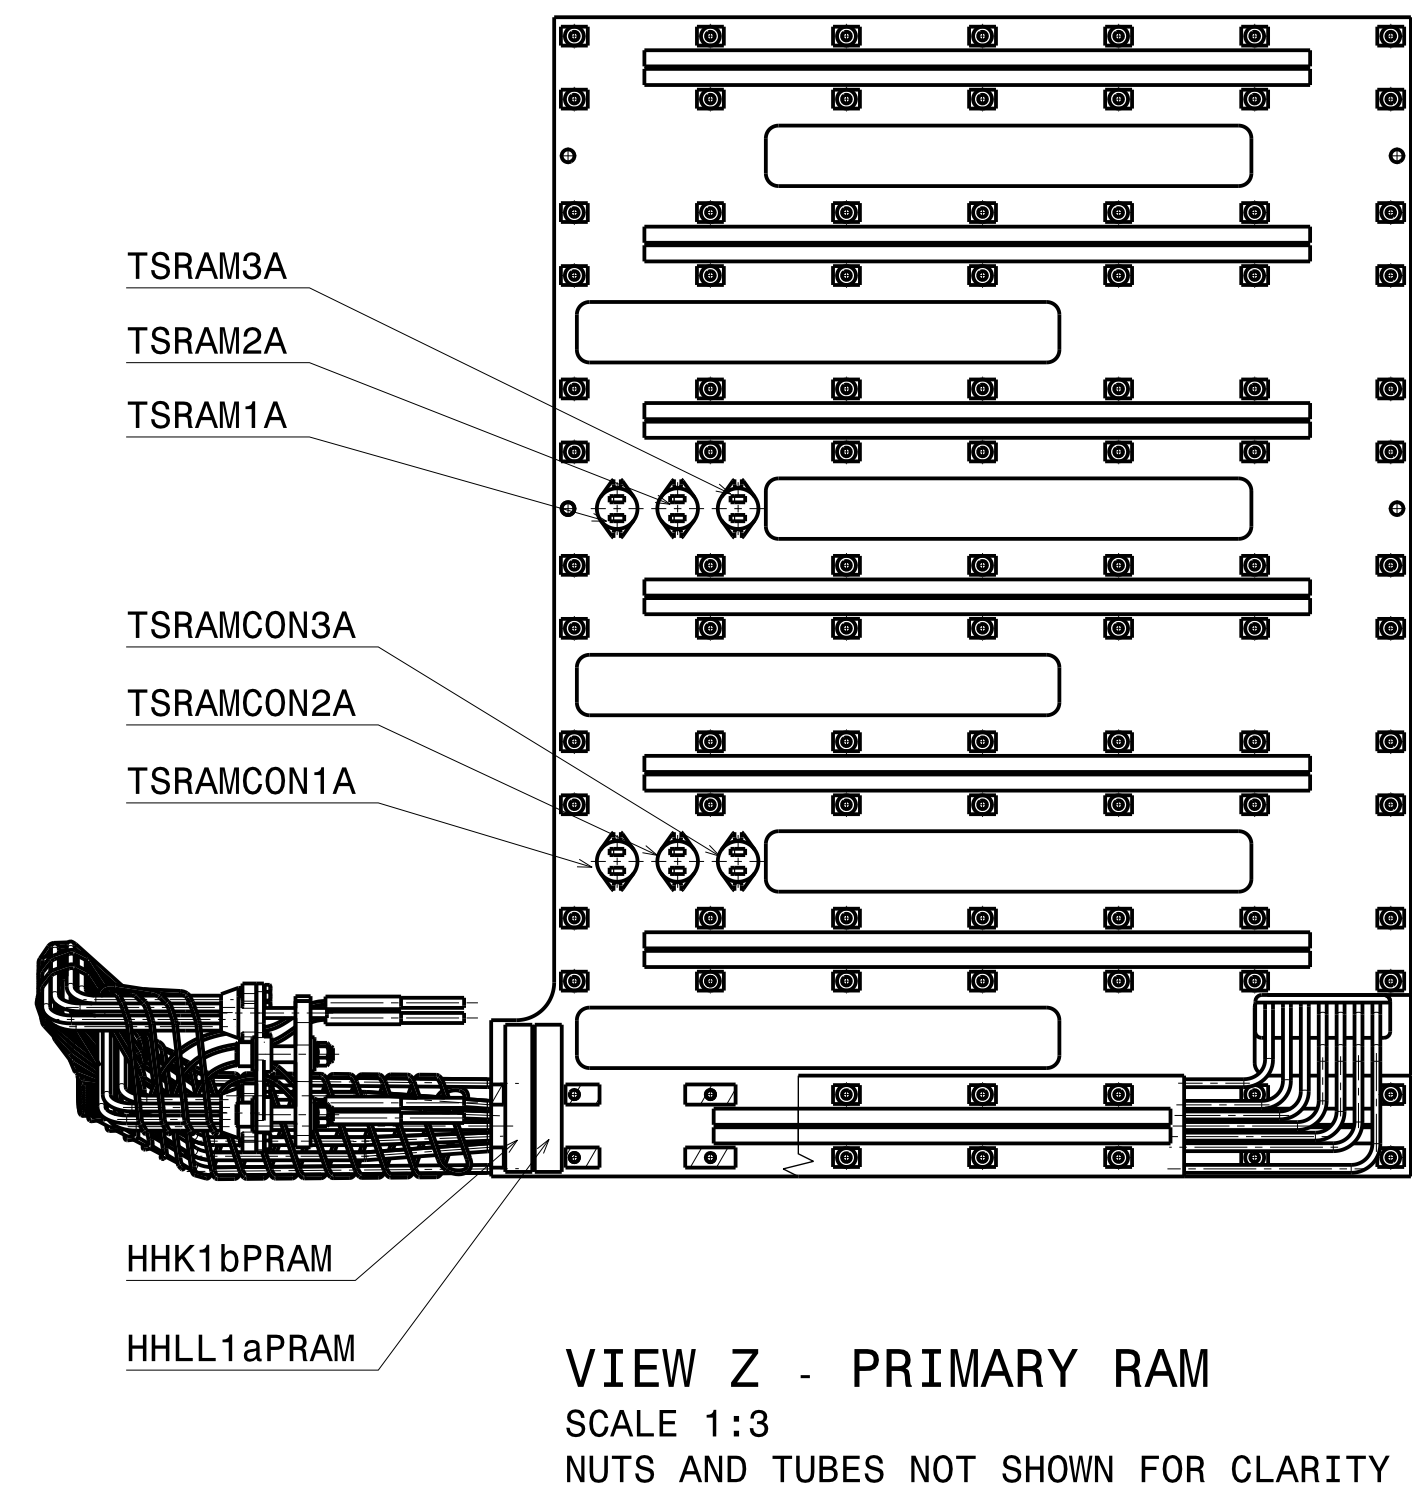 TSRAM3A
TSRAM2A
TSRAM1A
TSRAMCON3A
TSRAMCON2A
TSRAMCON1A
HHK1bPRAM
HHLL1aPRAM
VIEW Z - PRIMARY RAM
SCALE 1:3
NUTS AND TUBES NOT SHOWN FOR CLARITY